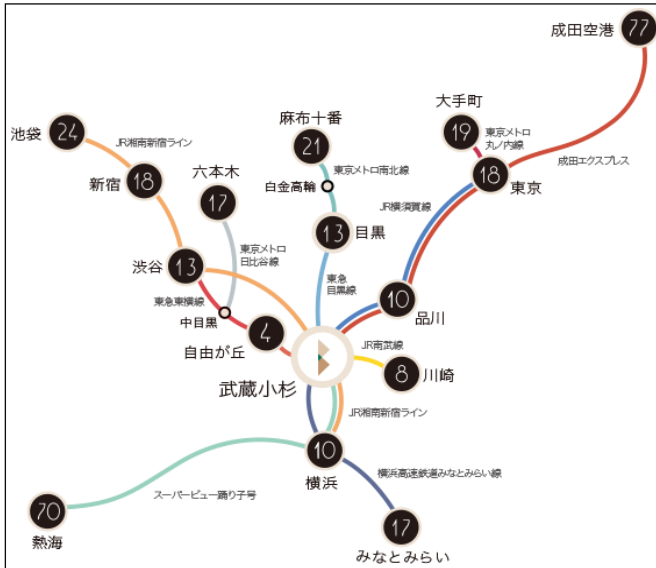 77
成田空港
大手町
19
東京メトロ
丸ノ内線
成田エクスプレス
18
東京
麻布十番
21
東京メトロ南北線
白金高輪
13
目黒
東急
目黒線
池袋
24
JR湘南新宿ライン
新宿
18
六本木
17
東京メトロ
日比谷線
渋谷
13
東急東横線
中目黒
4
自由が丘
JR横須賀線
10
品川
JR南武線
8
川崎
武蔵小杉
JR湘南新宿ライン
10
横浜
横浜高速鉄道みなとみらい線
スーパービュー踊り子号
70
熱海
17
みなとみらい